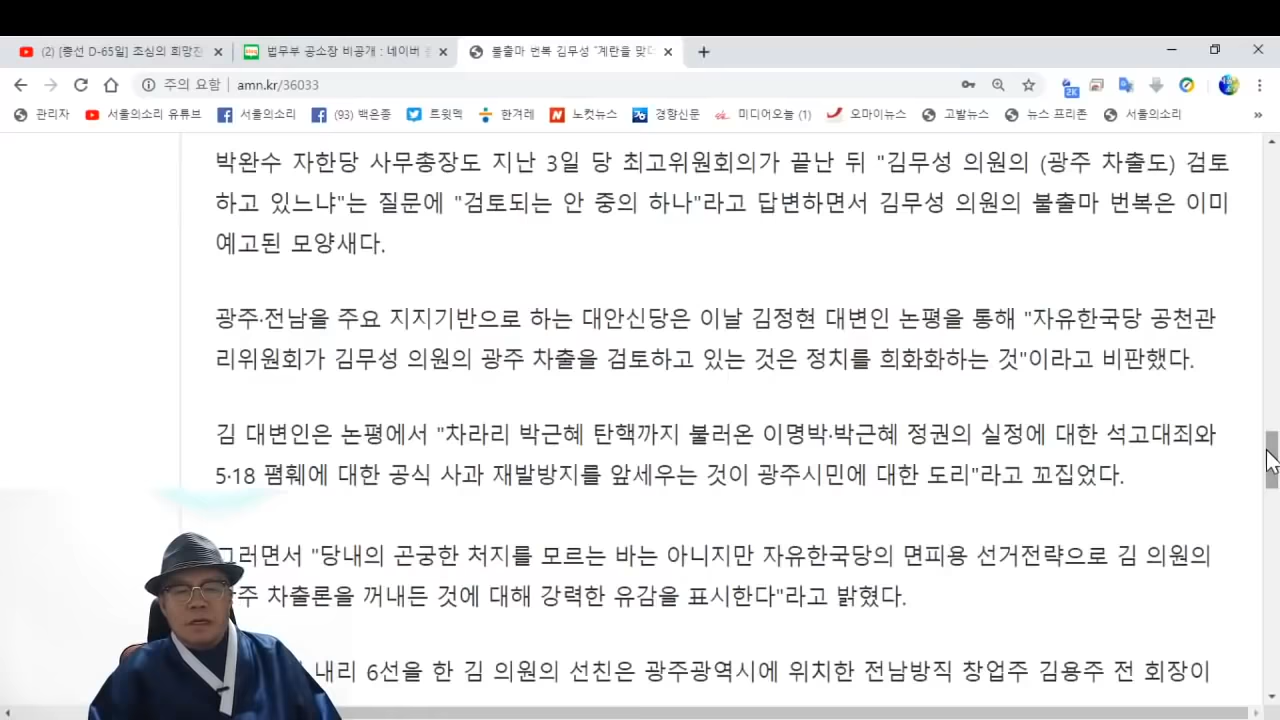 (2) [총선 D-65일] 조심의 희망진
법무부 공소장 비공개 : 네이버
불출마 번복 김무성 "계란을 맞더
주의 요함 | amn.kr/36033
2K
관리자 서울의소리 유튜브 서울의소리 (93) 백은종 트윗덱 한겨레 노컷뉴스 경향신문 미디어오늘 (1) 오마이뉴스 고발뉴스 뉴스 프리존 서울의소리 »
박완수 자한당 사무총장도 지난 3일 당 최고위원회의가 끝난 뒤 "김무성 의원의 (광주 차출도) 검토
하고 있느냐"는 질문에 "검토되는 안 중의 하나"라고 답변하면서 김무성 의원의 불출마 번복은 이미
예고된 모양새다.
광주·전남을 주요 지지기반으로 하는 대안신당은 이날 김정현 대변인 논평을 통해 "자유한국당 공천관
리위원회가 김무성 의원의 광주 차출을 검토하고 있는 것은 정치를 희화화하는 것"이라고 비판했다.
김 대변인은 논평에서 "차라리 박근혜 탄핵까지 불러온 이명박·박근혜 정권의 실정에 대한 석고대죄와
5·18 폄훼에 대한 공식 사과 재발방지를 앞세우는 것이 광주시민에 대한 도리"라고 꼬집었다.
그러면서 "당내의 곤궁한 처지를 모르는 바는 아니지만 자유한국당의 면피용 선거전략으로 김 의원의
주 차출론을 꺼내든 것에 대해 강력한 유감을 표시한다"라고 밝혔다.
내리 6선을 한 김 의원의 선친은 광주광역시에 위치한 전남방직 창업주 김용주 전 회장이